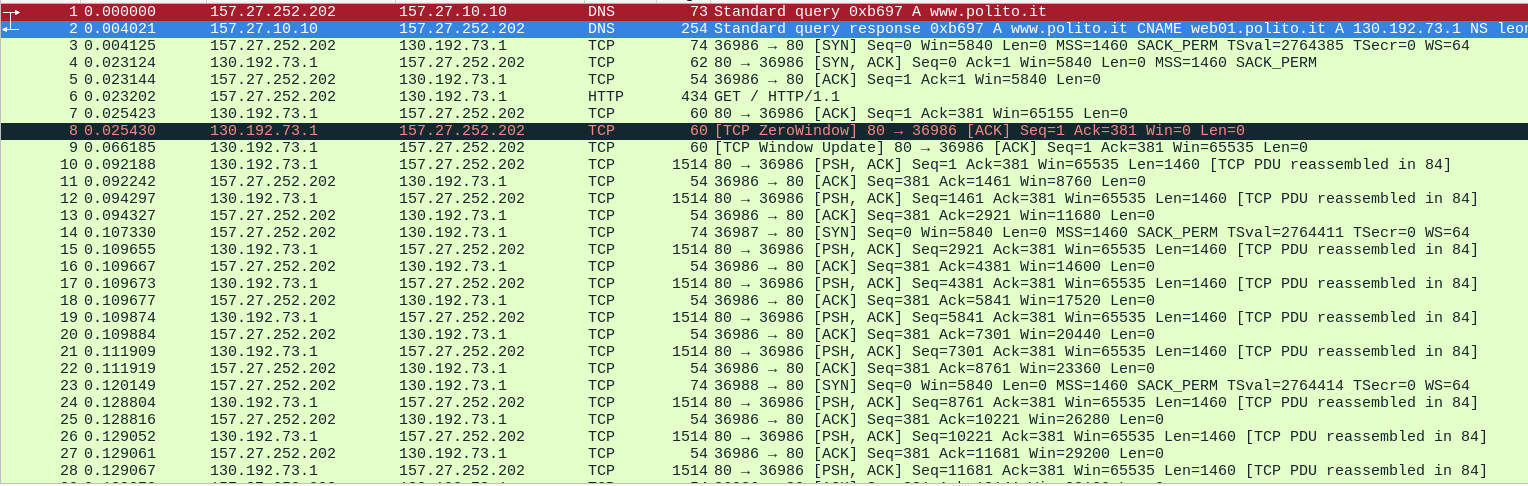 1 0.000000 157.27.252.202 157.27.10.10 DNS 73 Standard query 0xb697 A www.polito.it
2 0.004021 157.27.10.10 157.27.252.202 DNS 254 Standard query response 0xb697 A www.polito.it CNAME web01.polito.it A 130.192.73.1 NS leon
3 0.004125 157.27.252.202 130.192.73.1 TCP 74 36986 → 80 [SYN] Seq=0 Win=5840 Len=0 MSS=1460 SACK_PERM TSval=2764385 TSecr=0 WS=64
4 0.023124 130.192.73.1 157.27.252.202 TCP 62 80 → 36986 [SYN, ACK] Seq=0 Ack=1 Win=5840 Len=0 MSS=1460 SACK_PERM
5 0.023144 157.27.252.202 130.192.73.1 TCP 54 36986 → 80 [ACK] Seq=1 Ack=1 Win=5840 Len=0
6 0.023202 157.27.252.202 130.192.73.1 HTTP 434 GET / HTTP/1.1
7 0.025423 130.192.73.1 157.27.252.202 TCP 60 80 → 36986 [ACK] Seq=1 Ack=381 Win=65155 Len=0
8 0.025430 130.192.73.1 157.27.252.202 TCP 60 [TCP ZeroWindow] 80 → 36986 [ACK] Seq=1 Ack=381 Win=0 Len=0
9 0.066185 130.192.73.1 157.27.252.202 TCP 60 [TCP Window Update] 80 → 36986 [ACK] Seq=1 Ack=381 Win=65535 Len=0
10 0.092188 130.192.73.1 157.27.252.202 TCP 1514 80 → 36986 [PSH, ACK] Seq=1 Ack=381 Win=65535 Len=1460 [TCP PDU reassembled in 84]
11 0.092242 157.27.252.202 130.192.73.1 TCP 54 36986 → 80 [ACK] Seq=381 Ack=1461 Win=8760 Len=0
12 0.094297 130.192.73.1 157.27.252.202 TCP 1514 80 → 36986 [PSH, ACK] Seq=1461 Ack=381 Win=65535 Len=1460 [TCP PDU reassembled in 84]
13 0.094327 157.27.252.202 130.192.73.1 TCP 54 36986 → 80 [ACK] Seq=381 Ack=2921 Win=11680 Len=0
14 0.107330 157.27.252.202 130.192.73.1 TCP 74 36987 → 80 [SYN] Seq=0 Win=5840 Len=0 MSS=1460 SACK_PERM TSval=2764411 TSecr=0 WS=64
15 0.109655 130.192.73.1 157.27.252.202 TCP 1514 80 → 36986 [PSH, ACK] Seq=2921 Ack=381 Win=65535 Len=1460 [TCP PDU reassembled in 84]
16 0.109667 157.27.252.202 130.192.73.1 TCP 54 36986 → 80 [ACK] Seq=381 Ack=4381 Win=14600 Len=0
17 0.109673 130.192.73.1 157.27.252.202 TCP 1514 80 → 36986 [PSH, ACK] Seq=4381 Ack=381 Win=65535 Len=1460 [TCP PDU reassembled in 84]
18 0.109677 157.27.252.202 130.192.73.1 TCP 54 36986 → 80 [ACK] Seq=381 Ack=5841 Win=17520 Len=0
19 0.109874 130.192.73.1 157.27.252.202 TCP 1514 80 → 36986 [PSH, ACK] Seq=5841 Ack=381 Win=65535 Len=1460 [TCP PDU reassembled in 84]
20 0.109884 157.27.252.202 130.192.73.1 TCP 54 36986 → 80 [ACK] Seq=381 Ack=7301 Win=20440 Len=0
21 0.111909 130.192.73.1 157.27.252.202 TCP 1514 80 → 36986 [PSH, ACK] Seq=7301 Ack=381 Win=65535 Len=1460 [TCP PDU reassembled in 84]
22 0.111919 157.27.252.202 130.192.73.1 TCP 54 36986 → 80 [ACK] Seq=381 Ack=8761 Win=23360 Len=0
23 0.120149 157.27.252.202 130.192.73.1 TCP 74 36988 → 80 [SYN] Seq=0 Win=5840 Len=0 MSS=1460 SACK_PERM TSval=2764414 TSecr=0 WS=64
24 0.128804 130.192.73.1 157.27.252.202 TCP 1514 80 → 36986 [PSH, ACK] Seq=8761 Ack=381 Win=65535 Len=1460 [TCP PDU reassembled in 84]
25 0.128816 157.27.252.202 130.192.73.1 TCP 54 36986 → 80 [ACK] Seq=381 Ack=10221 Win=26280 Len=0
26 0.129052 130.192.73.1 157.27.252.202 TCP 1514 80 → 36986 [PSH, ACK] Seq=10221 Ack=381 Win=65535 Len=1460 [TCP PDU reassembled in 84]
27 0.129061 157.27.252.202 130.192.73.1 TCP 54 36986 → 80 [ACK] Seq=381 Ack=11681 Win=29200 Len=0
28 0.129067 130.192.73.1 157.27.252.202 TCP 1514 80 → 36986 [PSH, ACK] Seq=11681 Ack=381 Win=65535 Len=1460 [TCP PDU reassembled in 84]